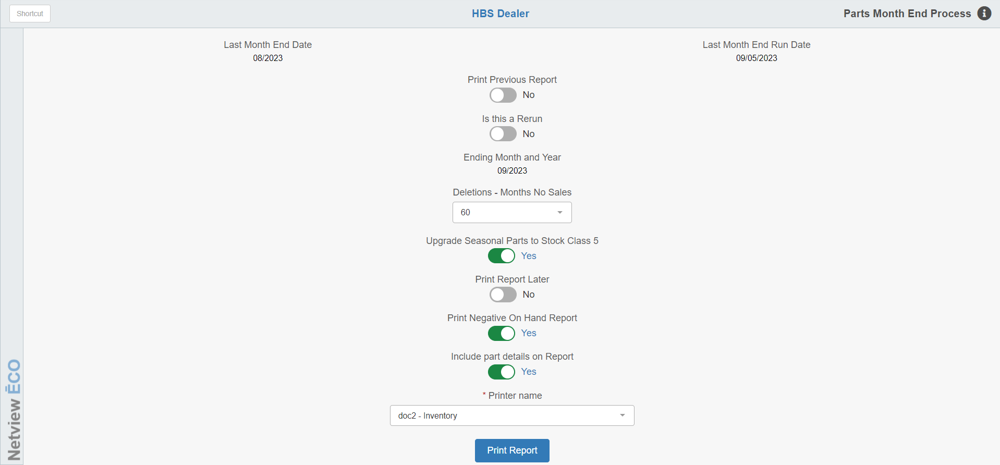 Shortcut
HBS Dealer
Parts Month End Process
Last Month End Date
08/2023
Last Month End Run Date
09/05/2023
Print Previous Report
No
Is this a Rerun
No
Ending Month and Year
09/2023
Deletions - Months No Sales
60
Upgrade Seasonal Parts to Stock Class 5
Yes
Print Report Later
No
Print Negative On Hand Report
Yes
Include part details on Report
Yes
* Printer name
doc2 - Inventory
Print Report
Netview ĒCO